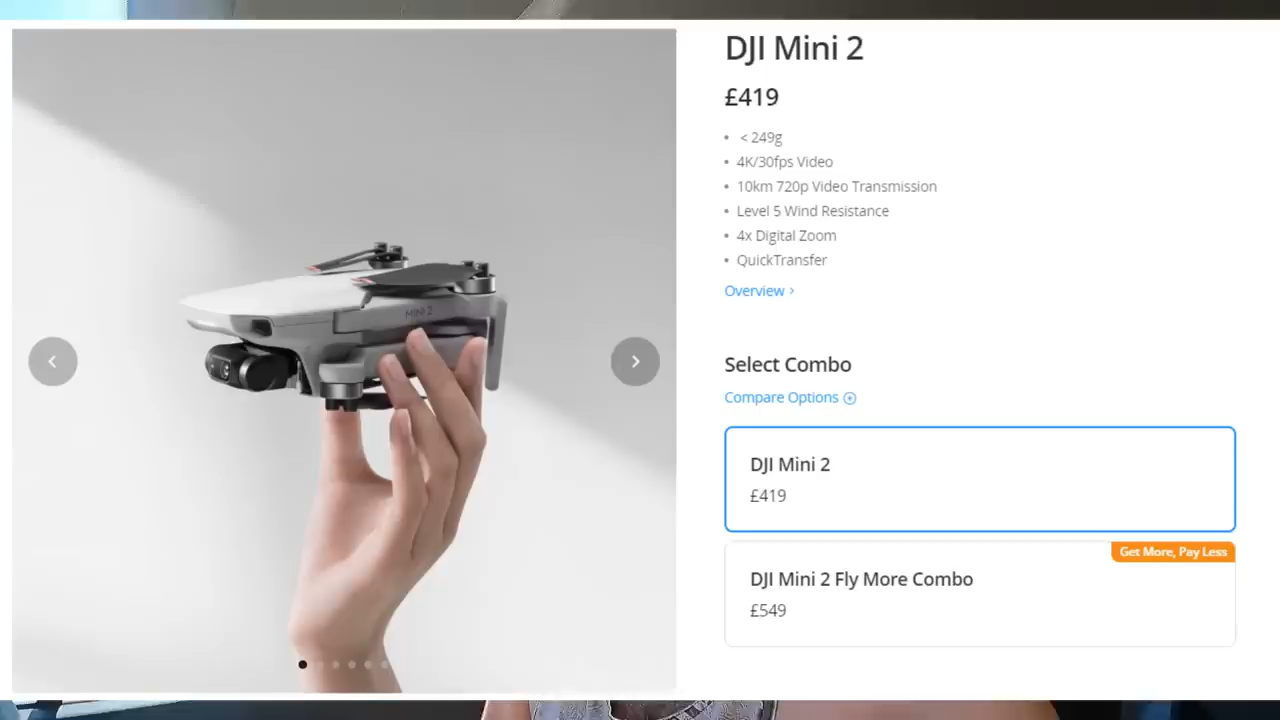 DJI Mini 2
£419
< 249g
4K/30fps Video
10km 720p Video Transmission
Level 5 Wind Resistance
4x Digital Zoom
QuickTransfer
Overview >
Select Combo
Compare Options
DJI Mini 2
£419
Get More, Pay Less
DJI Mini 2 Fly More Combo
£549
MINI 2